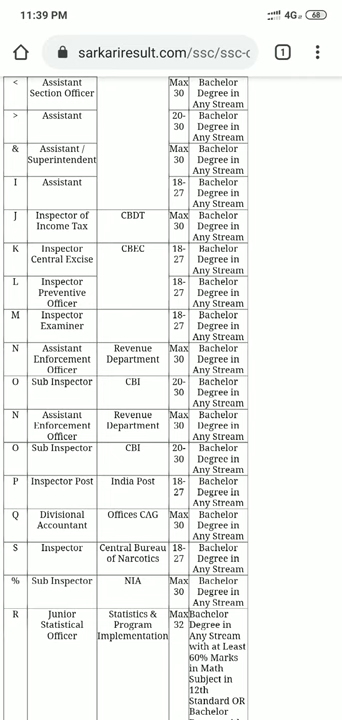 11:39 PM 4G 68
sarkariresult.com/ssc/ssc-c 1
< Assistant Max Bachelor
Section Officer 30 Degree in
Any Stream
> Assistant 20- Bachelor
30 Degree in
Any Stream
& Assistant / Max Bachelor
Superintendent 30 Degree in
Any Stream
I Assistant 18- Bachelor
27 Degree in
Any Stream
J Inspector of CBDT Max Bachelor
Income Tax 30 Degree in
Any Stream
K Inspector CBEC 18- Bachelor
Central Excise 27 Degree in
Any Stream
L Inspector 18- Bachelor
Preventive 27 Degree in
Officer Any Stream
M Inspector 18- Bachelor
Examiner 27 Degree in
Any Stream
N Assistant Revenue Max Bachelor
Enforcement Department 30 Degree in
Officer Any Stream
O Sub Inspector CBI 20- Bachelor
30 Degree in
Any Stream
N Assistant Revenue Max Bachelor
Enforcement Department 30 Degree in
Officer Any Stream
O Sub Inspector CBI 20- Bachelor
30 Degree in
Any Stream
P Inspector Post India Post 18- Bachelor
27 Degree in
Any Stream
Q Divisional Offices CAG Max Bachelor
Accountant 30 Degree in
Any Stream
S Inspector Central Bureau 18- Bachelor
of Narcotics 27 Degree in
Any Stream
% Sub Inspector NIA Max Bachelor
30 Degree in
Any Stream
R Junior Statistics & Max Bachelor
Statistical Program 32 Degree in
Officer Implementation Any Stream
with at Least
60% Marks
in Math
Subject in
12th
Standard OR
Bachelor